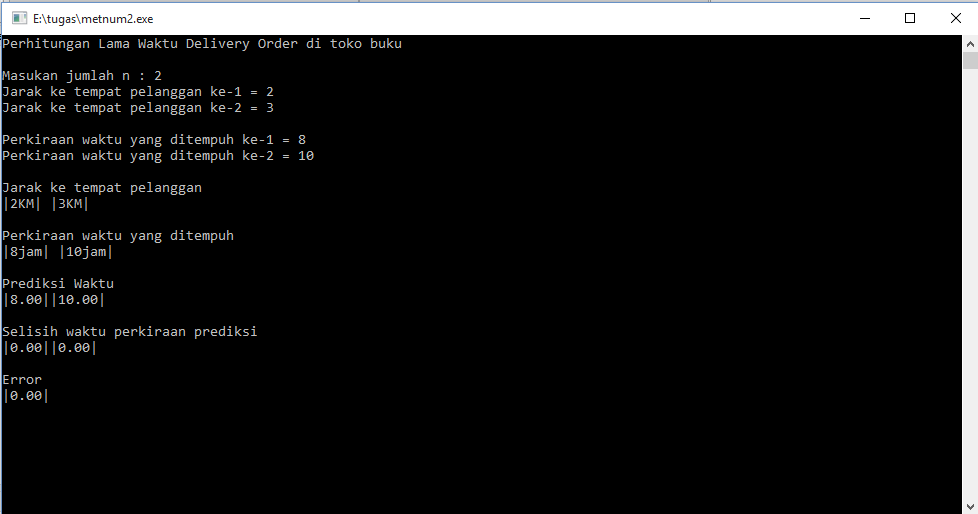 E:\tugas\metnum2.exe
Perhitungan Lama Waktu Delivery Order di toko buku
Masukan jumlah n : 2
Jarak ke tempat pelanggan ke-1 = 2
Jarak ke tempat pelanggan ke-2 = 3
Perkiraan waktu yang ditempuh ke-1 = 8
Perkiraan waktu yang ditempuh ke-2 = 10
Jarak ke tempat pelanggan
|2KM| |3KM|
Perkiraan waktu yang ditempuh
|8jam| |10jam|
Prediksi Waktu
|8.00||10.00|
Selisih waktu perkiraan prediksi
|0.00||0.00|
Error
|0.00|